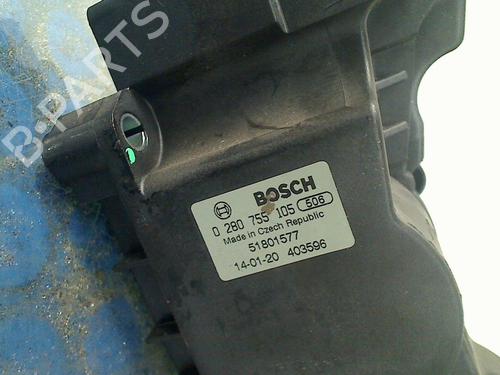 B-PARTS
BOSCH
0 280 755 105 506
Made in Czech Republic
51801577
14-01-20 403596